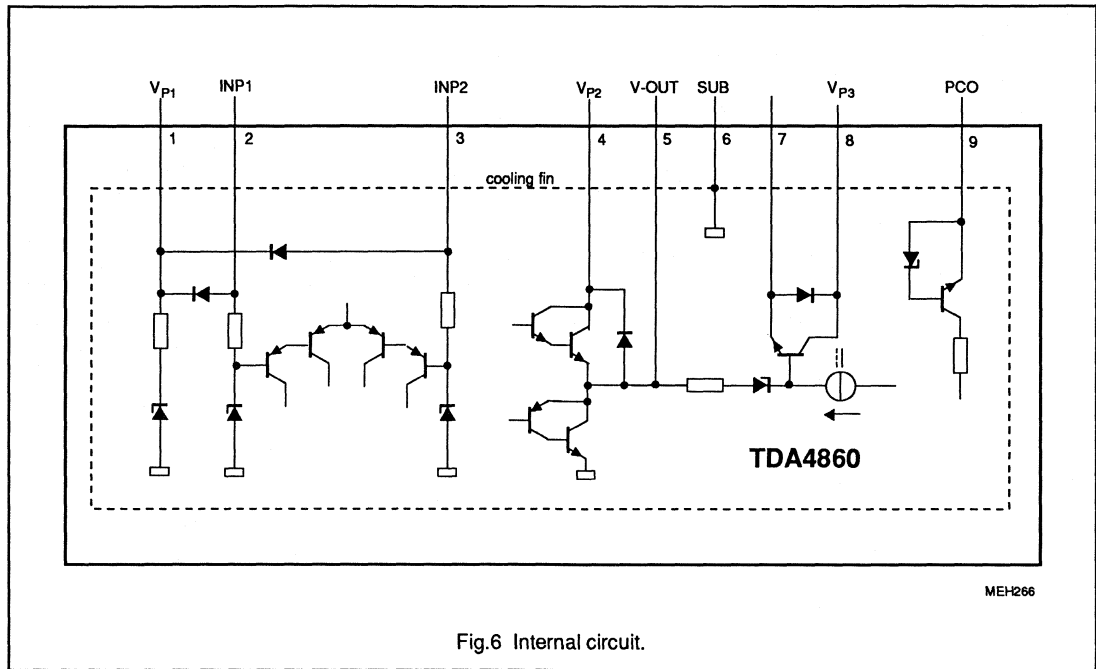 VP1 INP1 INP2 VP2 V-OUT SUB VP3 PCO
1 2 3 4 5 6 7 8 9
cooling fin
TDA4860
MEH266
Fig.6 Internal circuit.